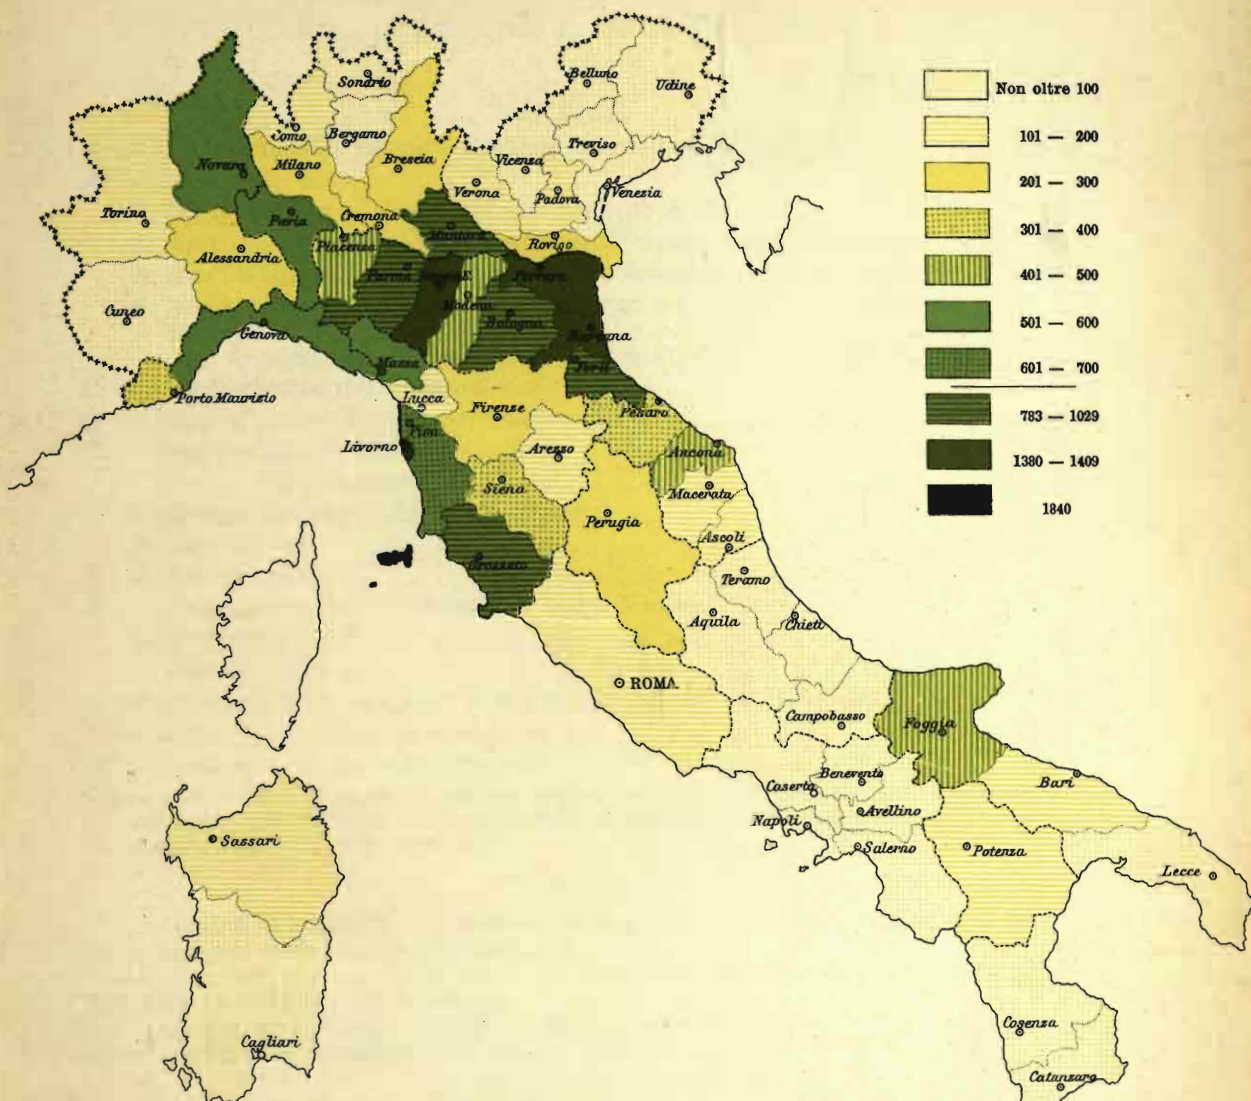 Sondrio
Belluno
Udine
Como
Bergamo
Treviso
Novara
Milano
Brescia
Vicenza
Verona
Padova
Venezia
Torino
Pavia
Cremona
Piacenza
Mantova
Rovigo
Alessandria
Parma
Ferrara
Modena
Bologna
Cuneo
Genova
Ravenna
Massa
Forlì
Porto Maurizio
Lucca
Firenze
Pesaro
Pisa
Livorno
Arezzo
Ancona
Siena
Macerata
Perugia
Ascoli
Grosseto
Teramo
Aquila
Chieti
ROMA
Campobasso
Foggia
Benevento
Caserta
Bari
Avellino
Napoli
Salerno
Potenza
Lecce
Sassari
Cagliari
Cosenza
Catanzaro
Non oltre 100
101 — 200
201 — 300
301 — 400
401 — 500
501 — 600
601 — 700
783 — 1029
1380 — 1409
1840